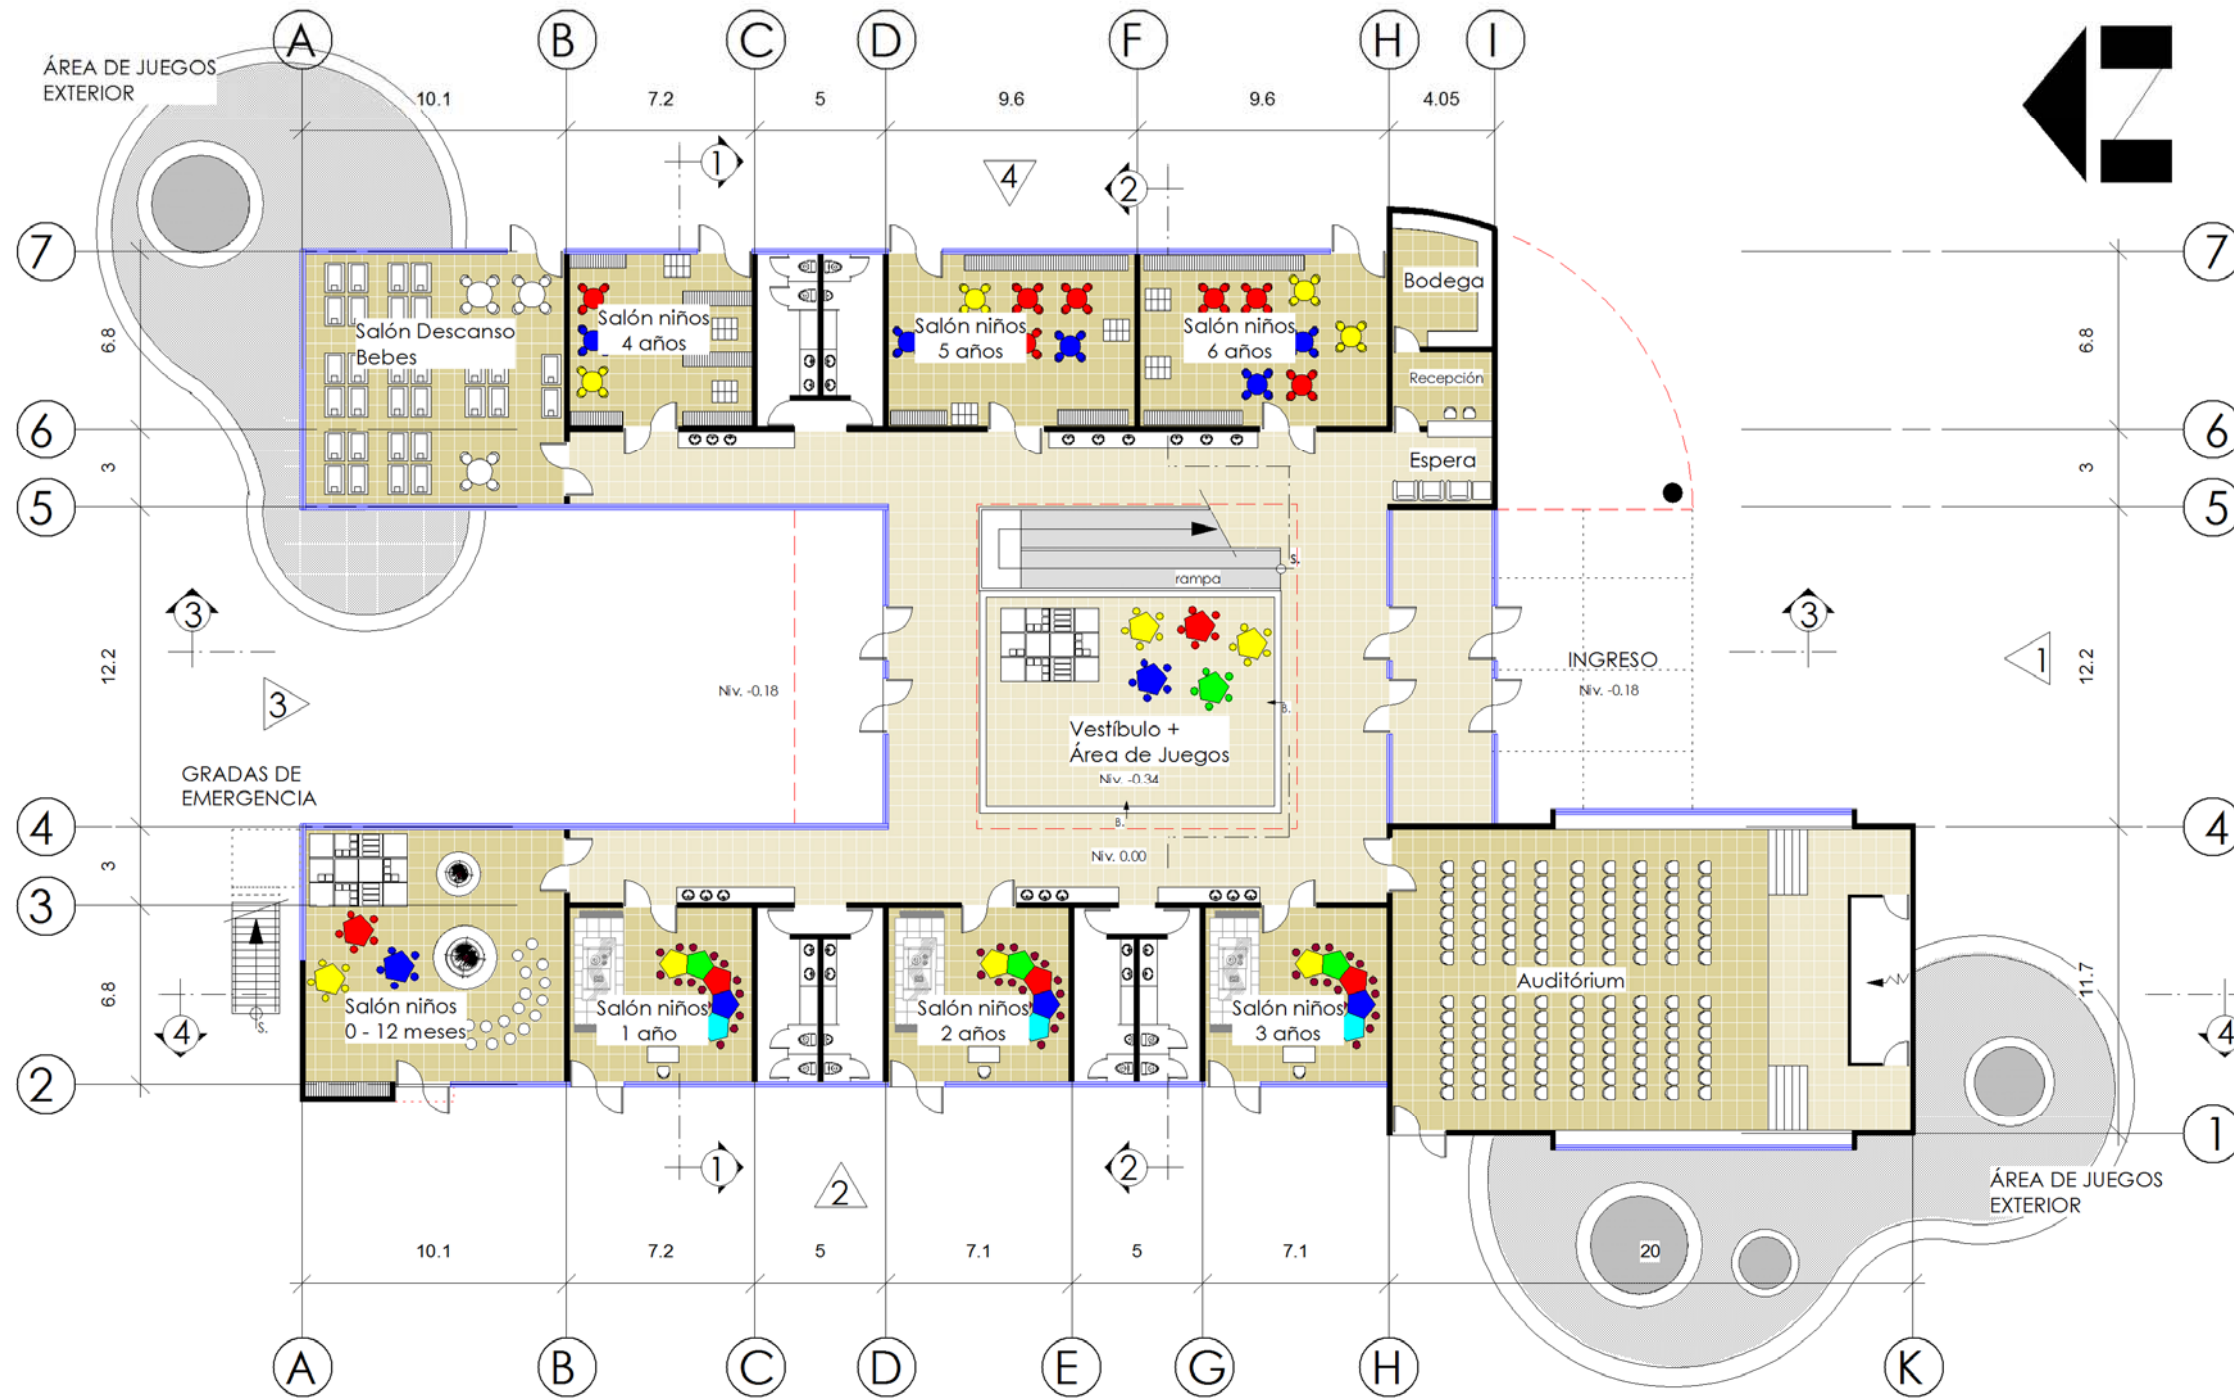 A B C D F H I
ÁREA DE JUEGOS
EXTERIOR
10.1 7.2 5 9.6 9.6 4.05
N
1
4
2
7 7
Bodega
Salón Descanso
Bebes
Salón niños
4 años
Salón niños
5 años
Salón niños
6 años
6.8 6.8
Recepción
6 6
Espera
3 3
5 5
S.
rampa
3 3
INGRESO
Niv. -0.18
1
12.2 12.2
Niv. -0.18
3
B.
Vestíbulo +
Área de Juegos
Niv. -0.34
B.
GRADAS DE
EMERGENCIA
4 4
Niv. 0.00
3
3
6.8
Auditórium
11.7
Salón niños
0 - 12 meses
Salón niños
1 año
Salón niños
2 años
Salón niños
3 años
S.
4 4
2
1
1
2
2
ÁREA DE JUEGOS
EXTERIOR
10.1 7.2 5 7.1 5 7.1 20
A B C D E G H K